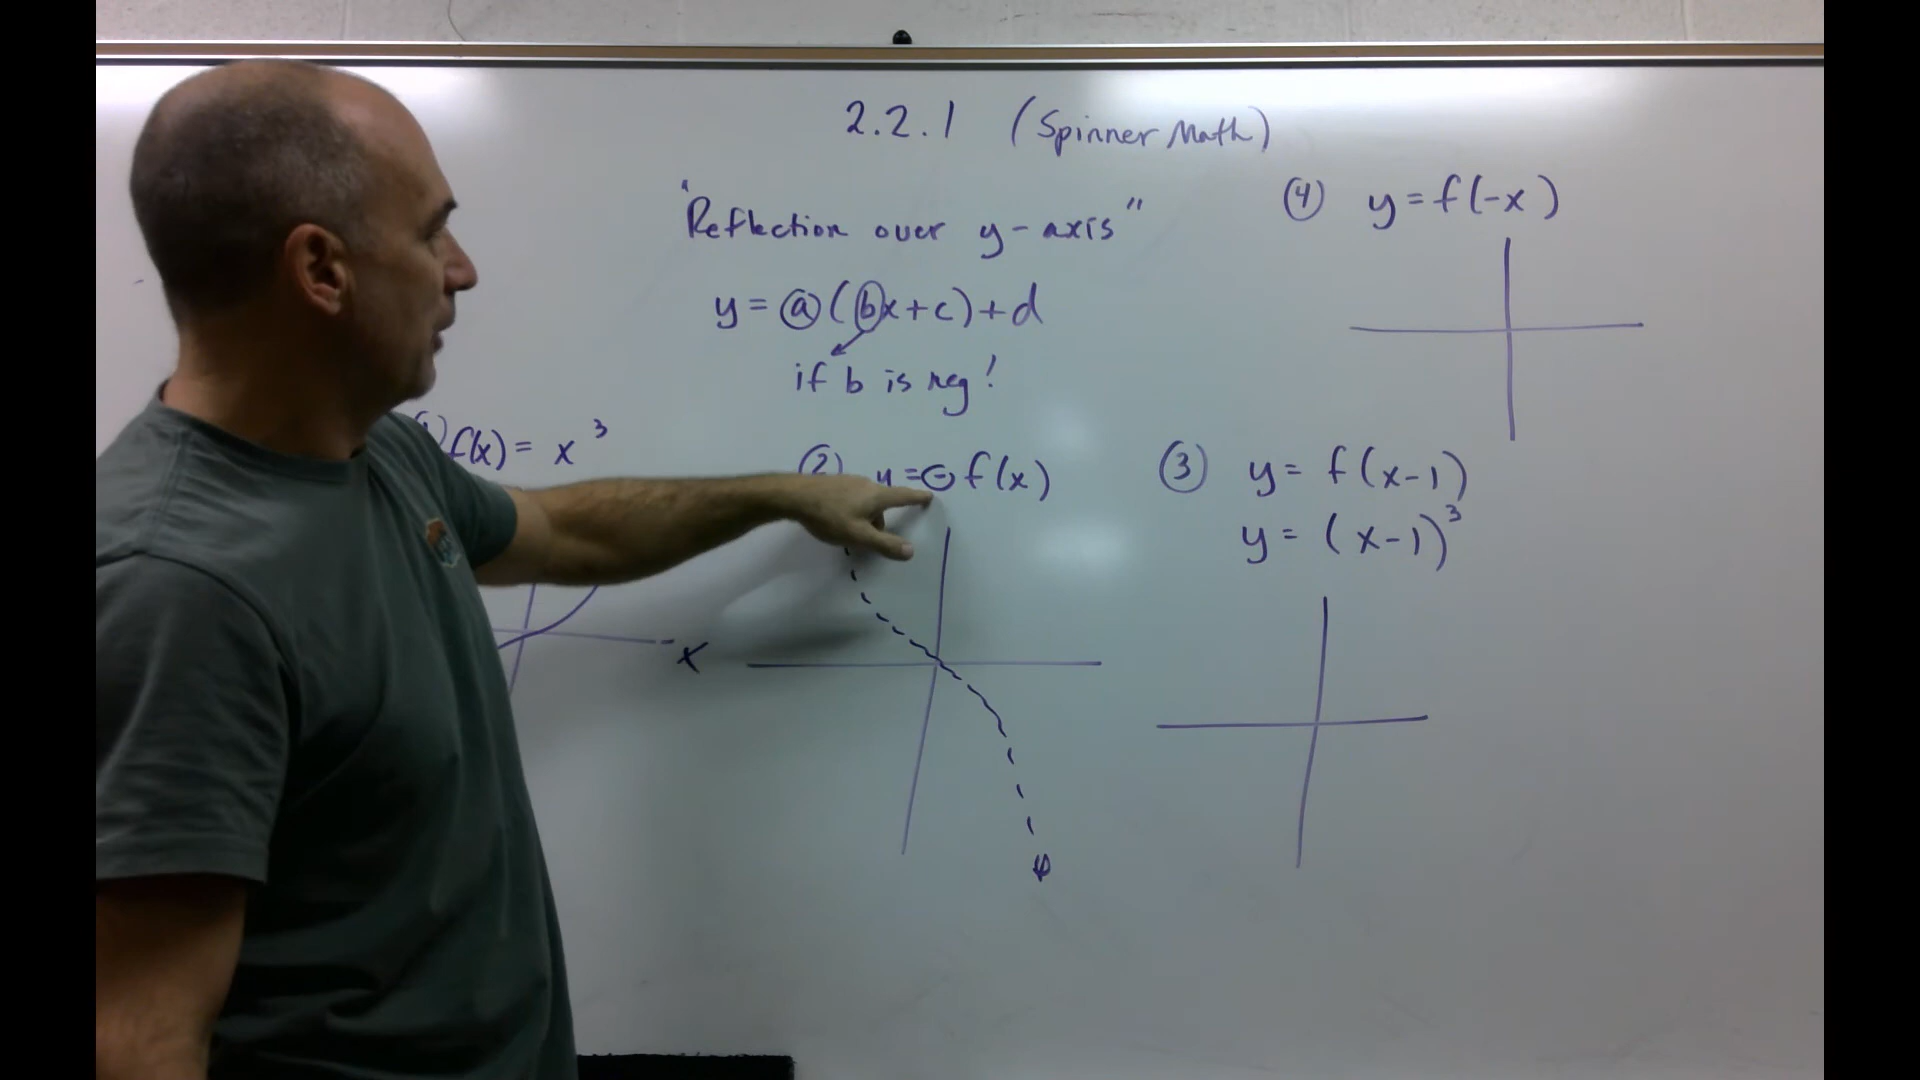 2.2.1 (Spinner Math)
"Reflection over y-axis"
y = a (bx+c)+d
if b is neg!
1) f(x) = x³
x
② y = - f(x)
③ y = f(x-1)
y = (x-1)³
④ y = f(-x)